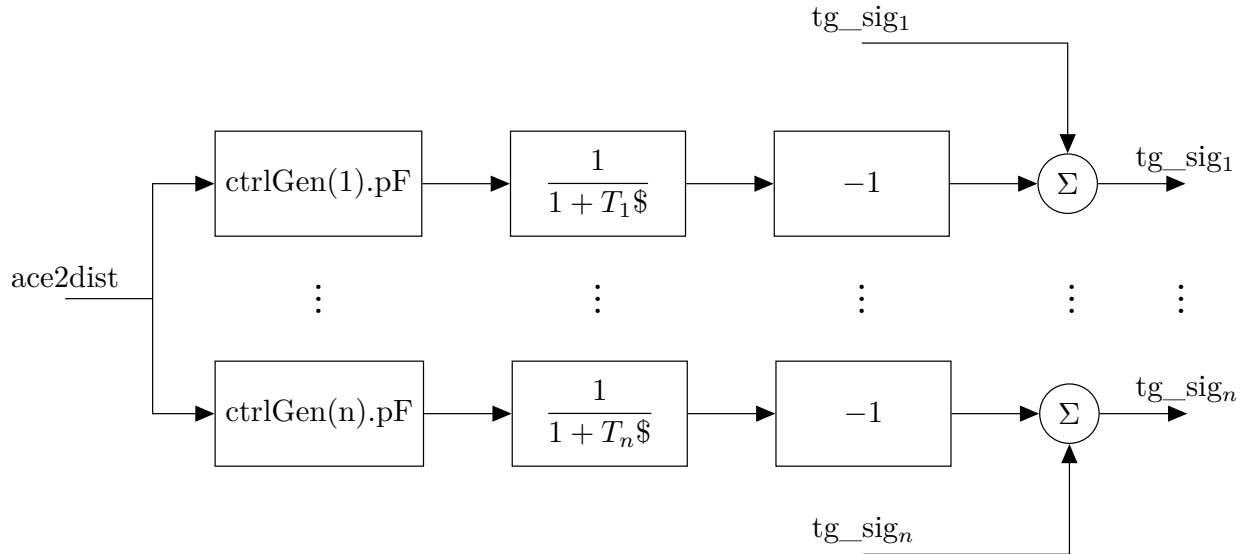 tg_sig₁
ctrlGen(1).pF
1
1 + T₁$
−1
Σ
tg_sig₁
ace2dist
⋮ ⋮ ⋮ ⋮ ⋮
ctrlGen(n).pF
1
1 + Tₙ$
−1
Σ
tg_sigₙ
tg_sigₙ